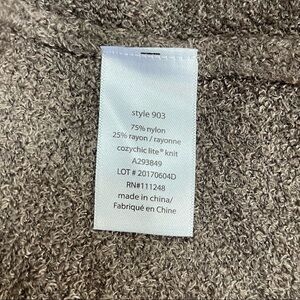 style 903
75% nylon
25% rayon / rayonne
cozychic lite® knit
A293849
LOT # 20170604D
RN#111248
made in china/
Fabriqué en Chine